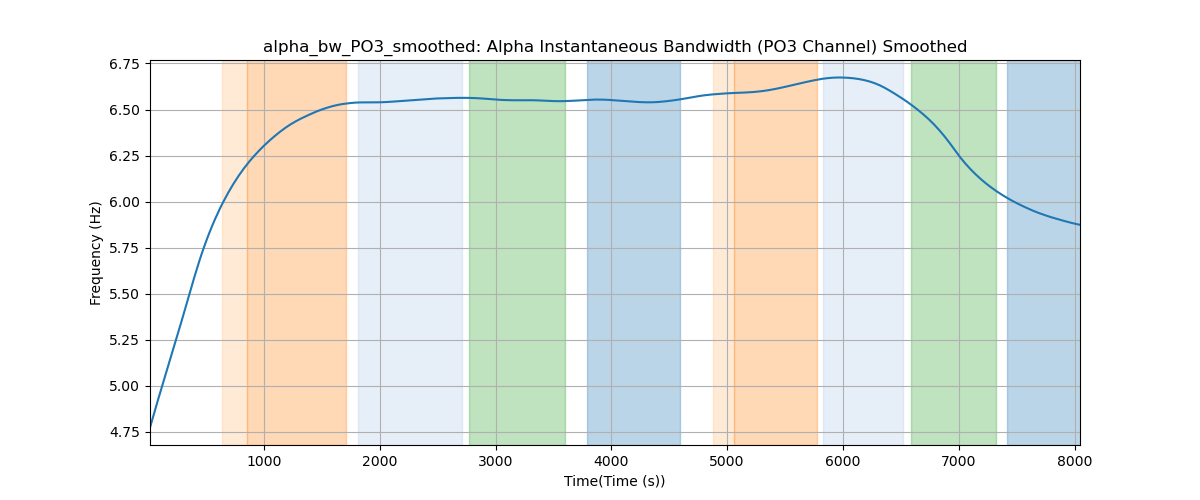 alpha_bw_PO3_smoothed: Alpha Instantaneous Bandwidth (PO3 Channel) Smoothed
6.75
6.50
6.25
6.00
5.75
5.50
5.25
5.00
4.75
Frequency (Hz)
1000 2000 3000 4000 5000 6000 7000 8000
Time(Time (s))